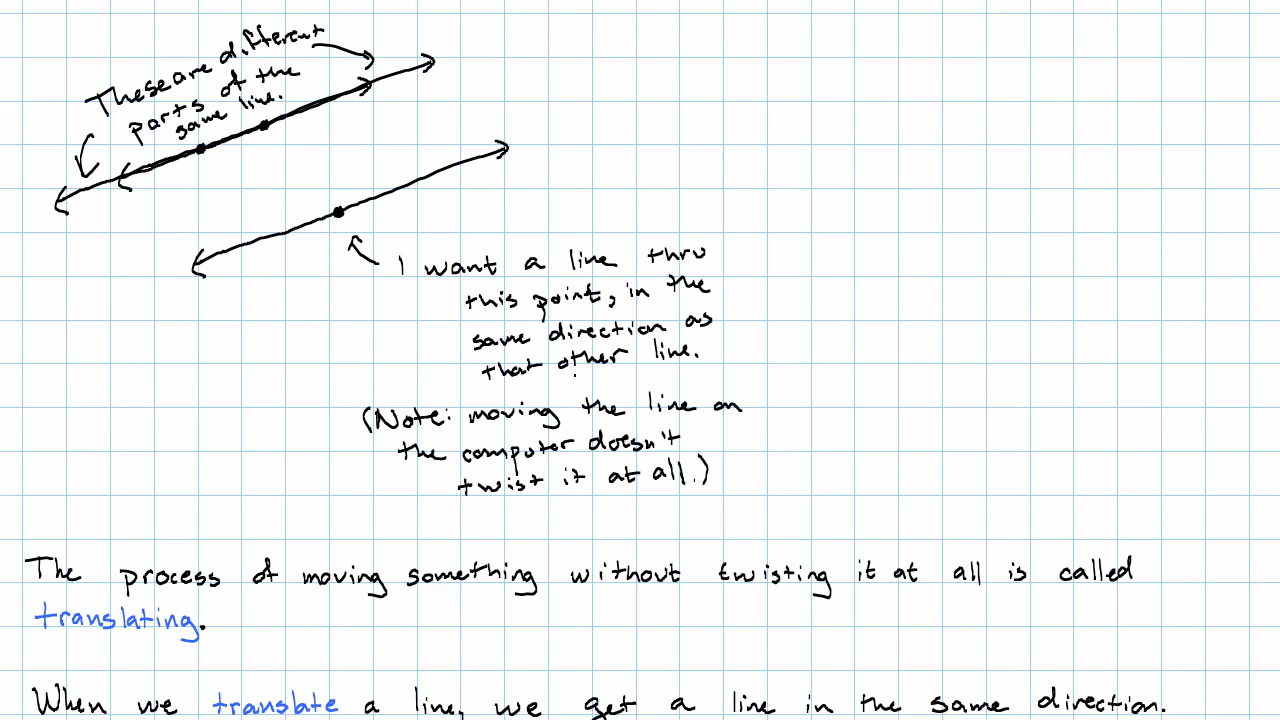 These are different
parts of the
same line.
I want a line thru
this point, in the
same direction as
that other line.
(Note: moving the line on
the computer doesn't
twist it at all.)
The process of moving something without twisting it at all is called
translating.
When we translate a line, we get a line in the same direction.